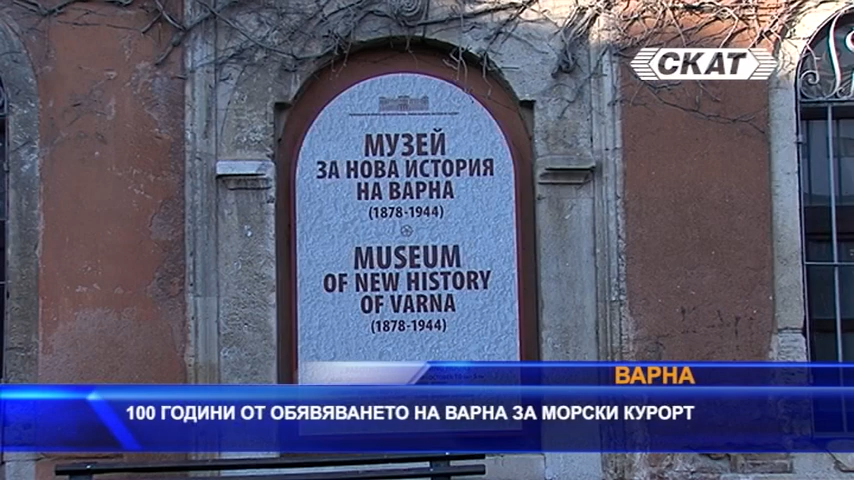 СКАТ
МУЗЕЙ
ЗА НОВА ИСТОРИЯ
НА ВАРНА
(1878-1944)
MUSEUM
OF NEW HISTORY
OF VARNA
(1878-1944)
ВАРНА
100 ГОДИНИ ОТ ОБЯВЯВАНЕТО НА ВАРНА ЗА МОРСКИ КУРОРТ